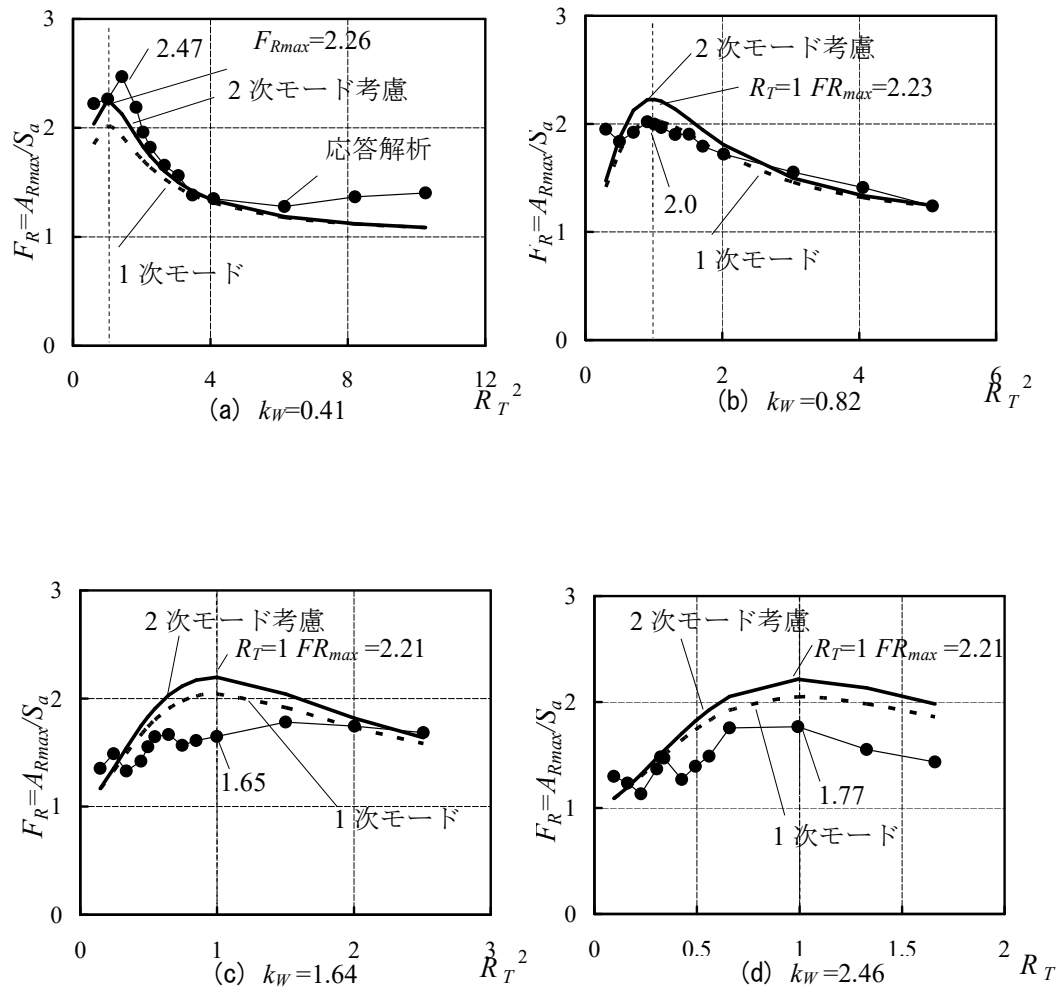 3
2
1
0
F_R=A_Rmax/S_a
2.47
F_Rmax=2.26
2 次モード考慮
応答解析
1 次モード
0 4 8 12
(a) k_W=0.41
R_T^2
3
2
1
0
F_R=A_Rmax/S_a
2 次モード考慮
R_T=1 FR_max=2.23
2.0
1 次モード
0 2 4 6
(b) k_W=0.82
R_T^2
3
2
1
0
F_R=A_Rmax/S_a
2 次モード考慮
R_T=1 FR_max =2.21
1.65
1 次モード
0 1 2 3
(c) k_W=1.64
R_T^2
3
2
1
0
F_R=A_Rmax/S_a
2 次モード考慮
R_T=1 FR_max =2.21
1.77
1 次モード
0 0.5 1 1.5 2
(d) k_W=2.46
R_T